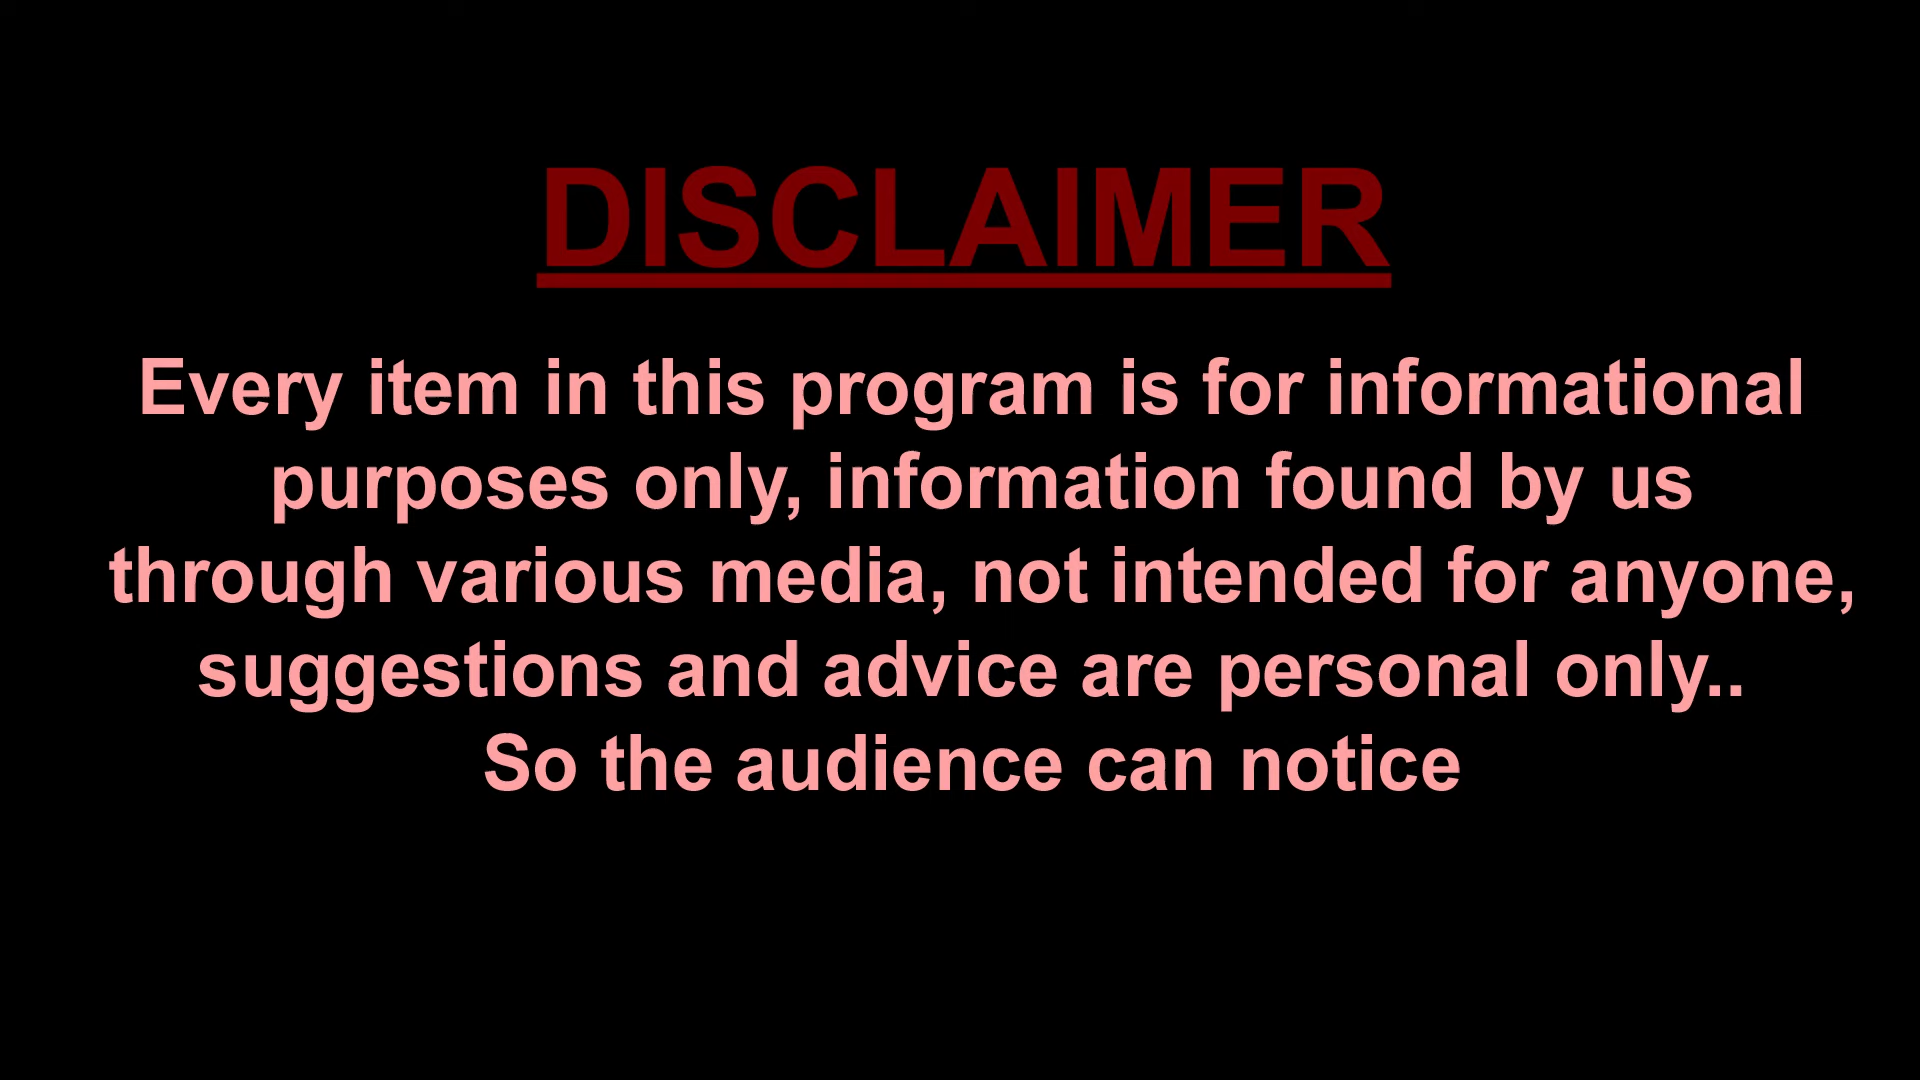 DISCLAIMER
Every item in this program is for informational
purposes only, information found by us
through various media, not intended for anyone,
suggestions and advice are personal only..
So the audience can notice